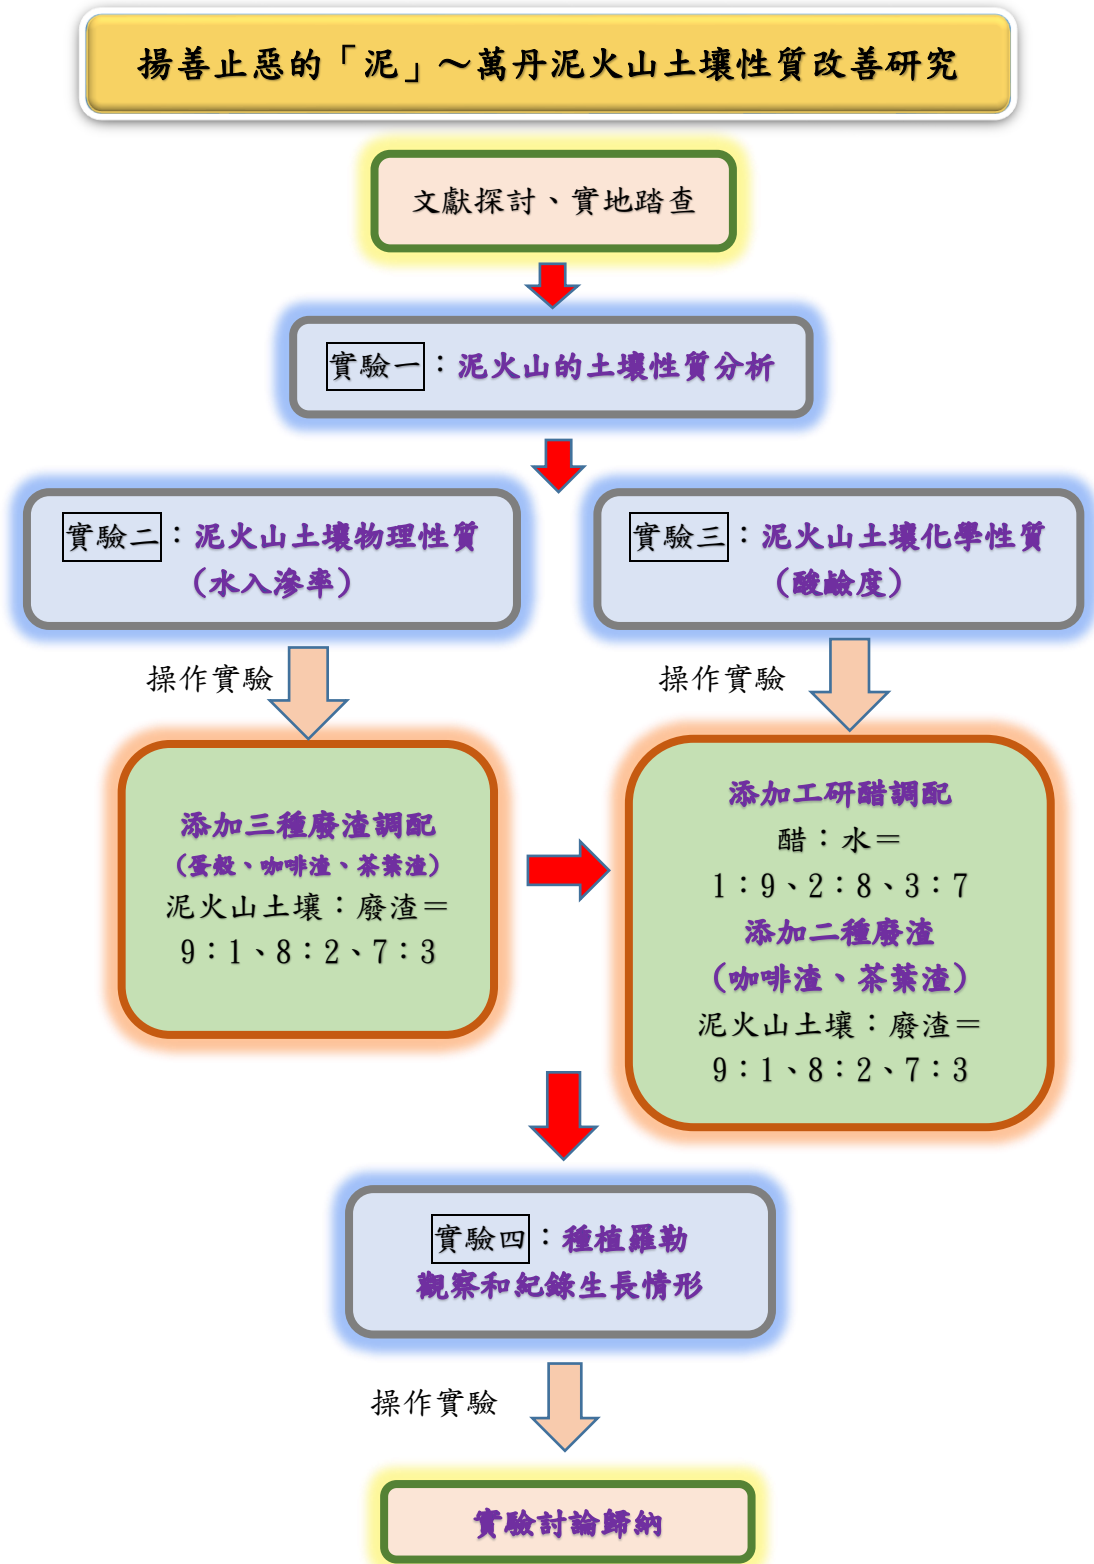 揚善止惡的「泥」～萬丹泥火山土壤性質改善研究
文獻探討、實地踏查
實驗一：泥火山的土壤性質分析
實驗二：泥火山土壤物理性質
(水入滲率)
實驗三：泥火山土壤化學性質
(酸鹼度)
操作實驗
操作實驗
添加三種廢渣調配
(蛋殼、咖啡渣、茶葉渣)
泥火山土壤：廢渣＝
9：1、8：2、7：3
添加工研醋調配
醋：水＝
1：9、2：8、3：7
添加二種廢渣
(咖啡渣、茶葉渣)
泥火山土壤：廢渣＝
9：1、8：2、7：3
實驗四：種植羅勒
觀察和紀錄生長情形
操作實驗
實驗討論歸納